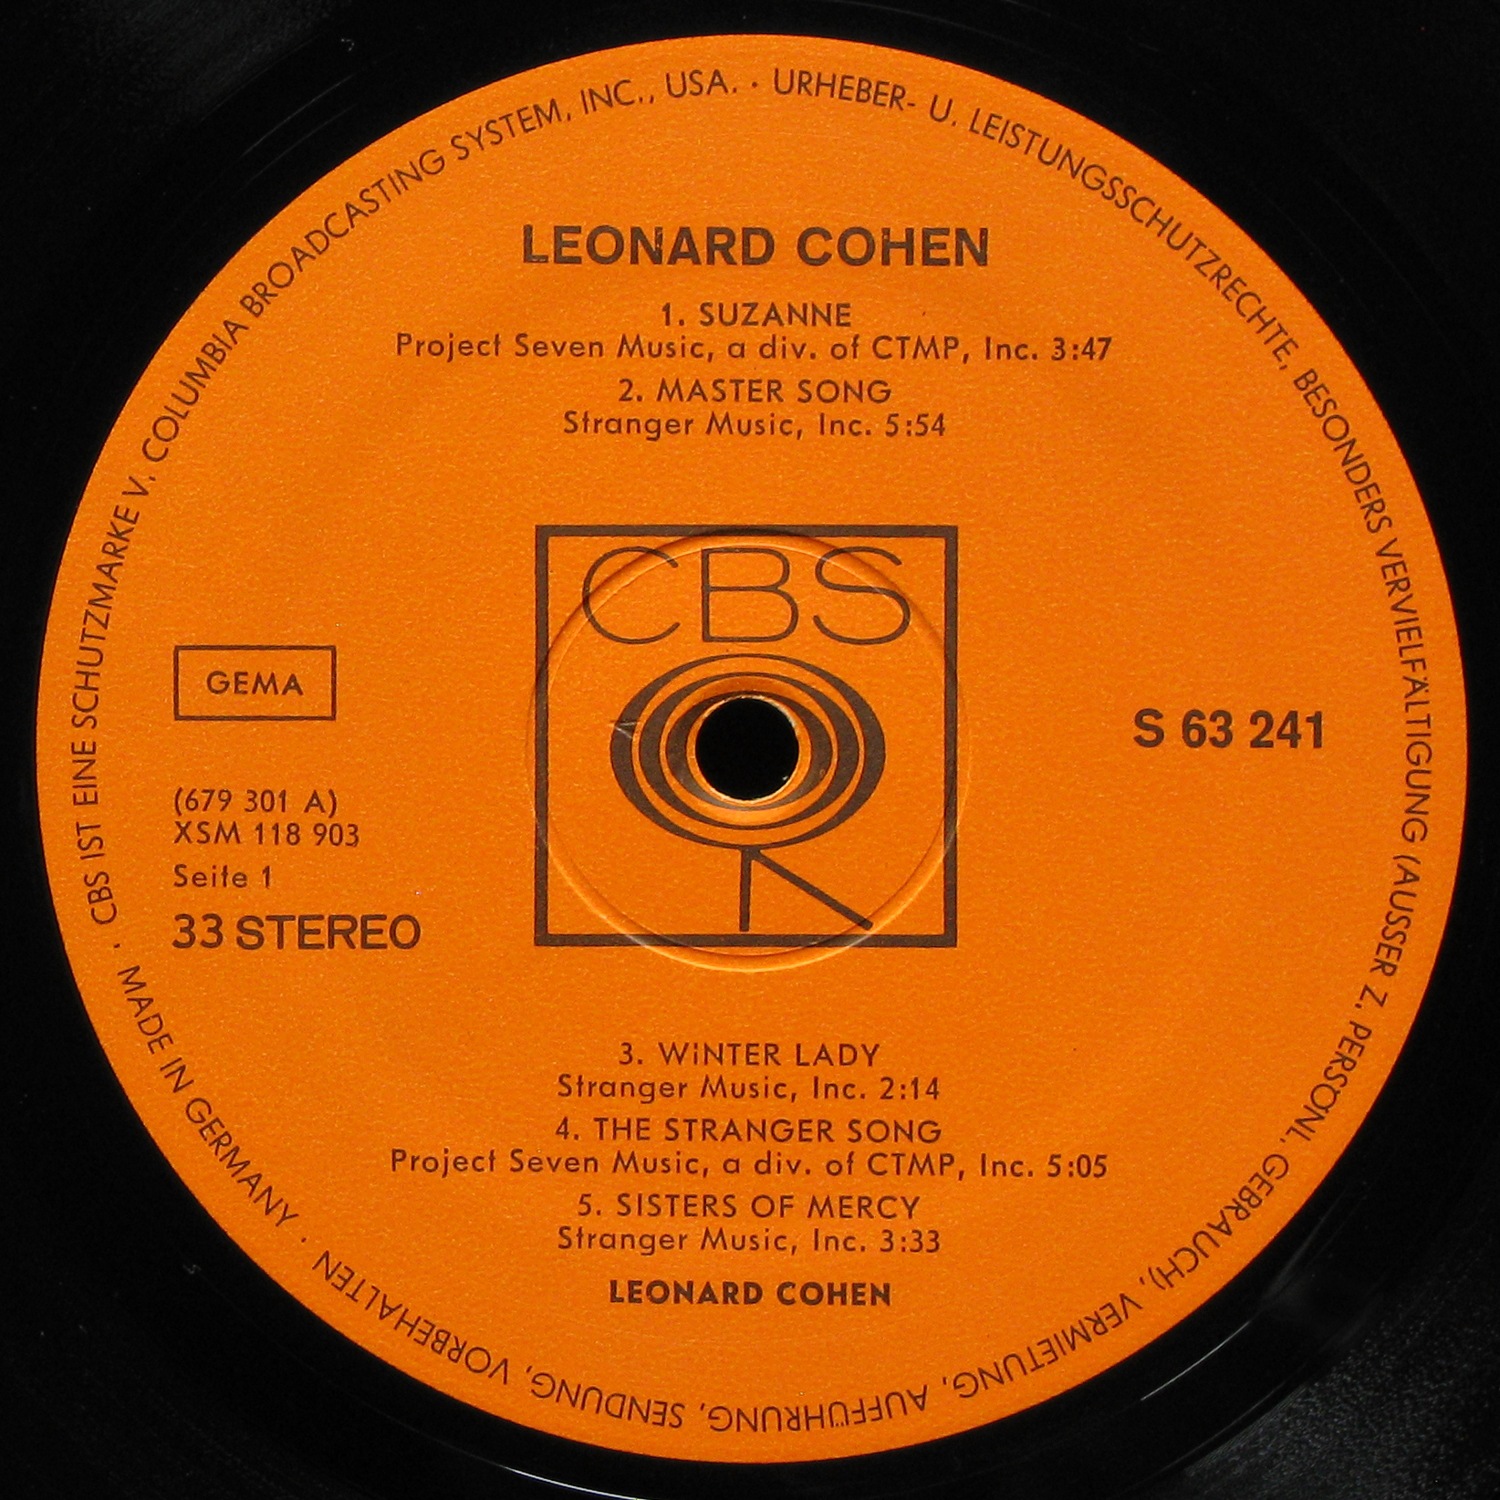 CBS IST EINE SCHUTZMARKE V. COLUMBIA BROADCASTING SYSTEM, INC., USA. · URHEBER- U. LEISTUNGSSCHUTZRECHTE, BESONDERS VERVIELFÄLTIGUNG (AUSSER Z. PERSÖNL. GEBRAUCH), VERMIETUNG, AUFFÜHRUNG, SENDUNG, VORBEHALTEN · MADE IN GERMANY ·
LEONARD COHEN
1. SUZANNE
Project Seven Music, a div. of CTMP, Inc. 3:47
2. MASTER SONG
Stranger Music, Inc. 5:54
CBS
GEMA
S 63 241
(679 301 A)
XSM 118 903
Seite 1
33 STEREO
3. WINTER LADY
Stranger Music, Inc. 2:14
4. THE STRANGER SONG
Project Seven Music, a div. of CTMP, Inc. 5:05
5. SISTERS OF MERCY
Stranger Music, Inc. 3:33
LEONARD COHEN